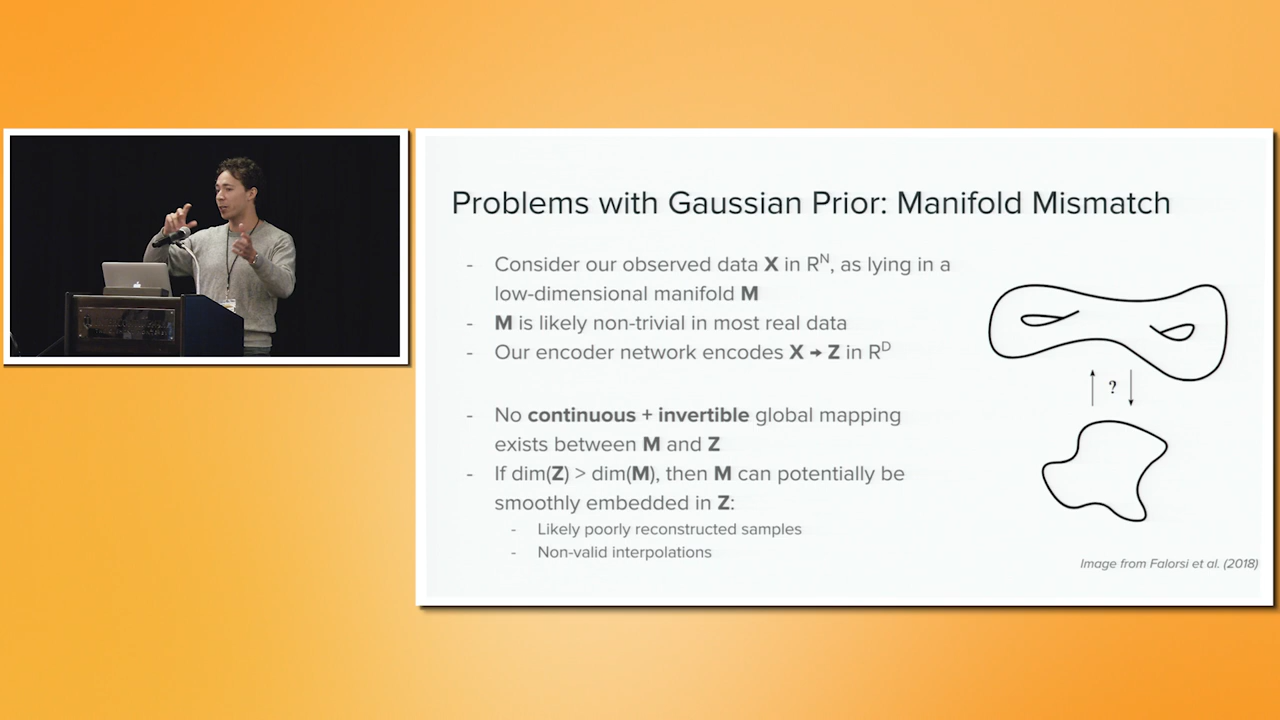 Problems with Gaussian Prior: Manifold Mismatch
- Consider our observed data X in Rᴺ, as lying in a
low-dimensional manifold M
- M is likely non-trivial in most real data
- Our encoder network encodes X → Z in Rᴰ
- No continuous + invertible global mapping
exists between M and Z
- If dim(Z) > dim(M), then M can potentially be
smoothly embedded in Z:
- Likely poorly reconstructed samples
- Non-valid interpolations
?
Image from Falorsi et al. (2018)